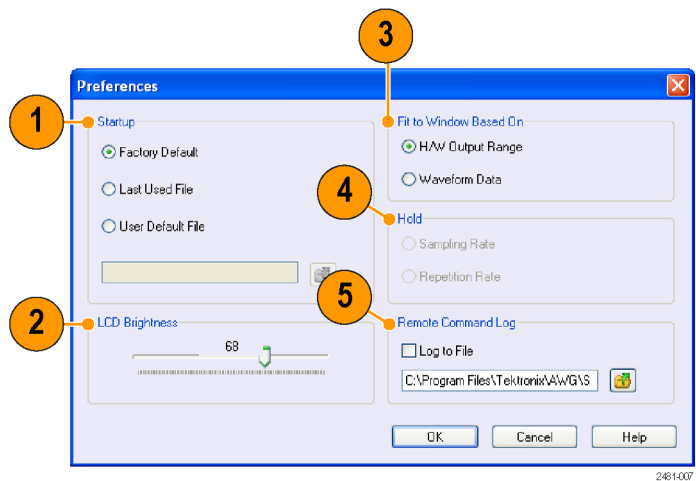 3
Preferences
1
Startup
Factory Default
Last Used File
User Default File
Fit to Window Based On
H/W Output Range
Waveform Data
4
Hold
Sampling Rate
Repetition Rate
2
LCD Brightness
68
5
Remote Command Log
Log to File
C:\Program Files\Tektronix\AWG\S
OK
Cancel
Help
2481-007